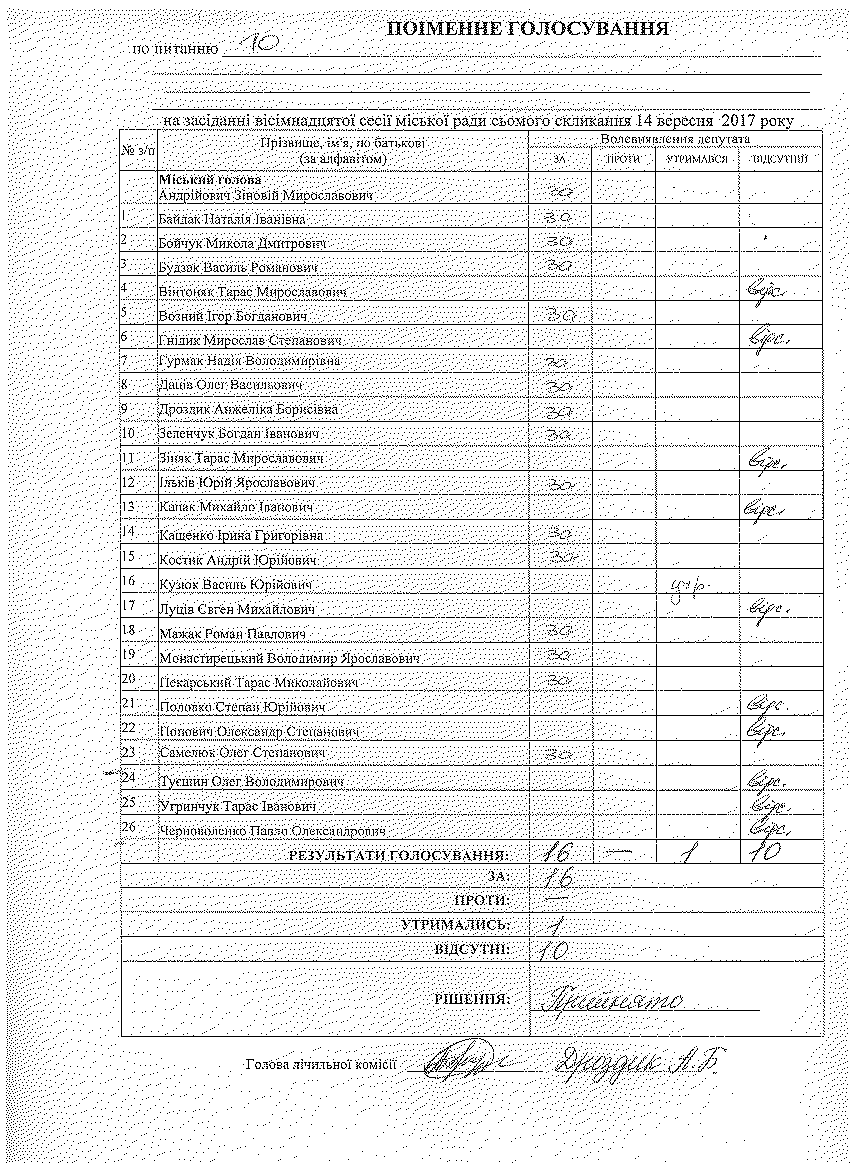 ПОІМЕННЕ ГОЛОСУВАННЯ
по питанню 10
на засіданні вісімнадцятої сесії міської ради сьомого скликання 14 вересня 2017 року
№ з/п Прізвище, ім'я, по батькові (за алфавітом) Волевиявлення депутата
ЗА ПРОТИ УТРИМАВСЯ ВІДСУТНІЙ
Міський голова
Андрійович Зіновій Мирославович за
1 Байдак Наталія Іванівна за
2 Бойчук Микола Дмитрович за
3 Будзак Василь Романович за
4 Вінтоняк Тарас Мирославович відс.
5 Возний Ігор Богданович за
6 Гнідик Мирослав Степанович відс.
7 Гурмак Надія Володимирівна за
8 Даців Олег Васильович за
9 Дроздик Анжеліка Борисівна за
10 Зеленчук Богдан Іванович за
11 Зіняк Тарас Мирославович відс.
12 Ільків Юрій Ярославович за
13 Капак Михайло Іванович відс.
14 Кащенко Ірина Григорівна за
15 Костик Андрій Юрійович за
16 Кузюк Василь Юрійович утр.
17 Луців Євген Михайлович відс.
18 Мажак Роман Павлович за
19 Монастирецький Володимир Ярославович за
20 Пекарський Тарас Миколайович за
21 Половко Степан Юрійович відс.
22 Попович Олександр Степанович відс.
23 Самелюк Олег Степанович за
24 Туєшин Олег Володимирович відс.
25 Угринчук Тарас Іванович відс.
26 Черноволенко Павло Олександрович відс.
РЕЗУЛЬТАТИ ГОЛОСУВАННЯ: 16 — 1 10
ЗА: 16
ПРОТИ: —
УТРИМАЛИСЬ: 1
ВІДСУТНІ: 10
РІШЕННЯ: Прийнято
Голова лічильної комісії Дроздик А.Б.